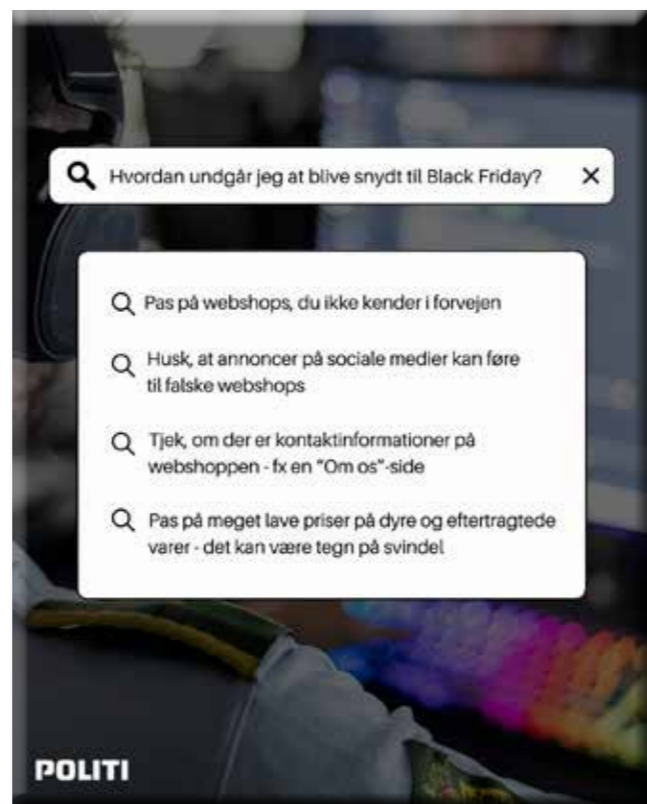 Hvordan undgår jeg at blive snydt til Black Friday?
Pas på webshops, du ikke kender i forvejen
Husk, at annoncer på sociale medier kan føre
til falske webshops
Tjek, om der er kontaktinformationer på
webshoppen - fx en "Om os"-side
Pas på meget lave priser på dyre og eftertragtede
varer - det kan være tegn på svindel
POLITI